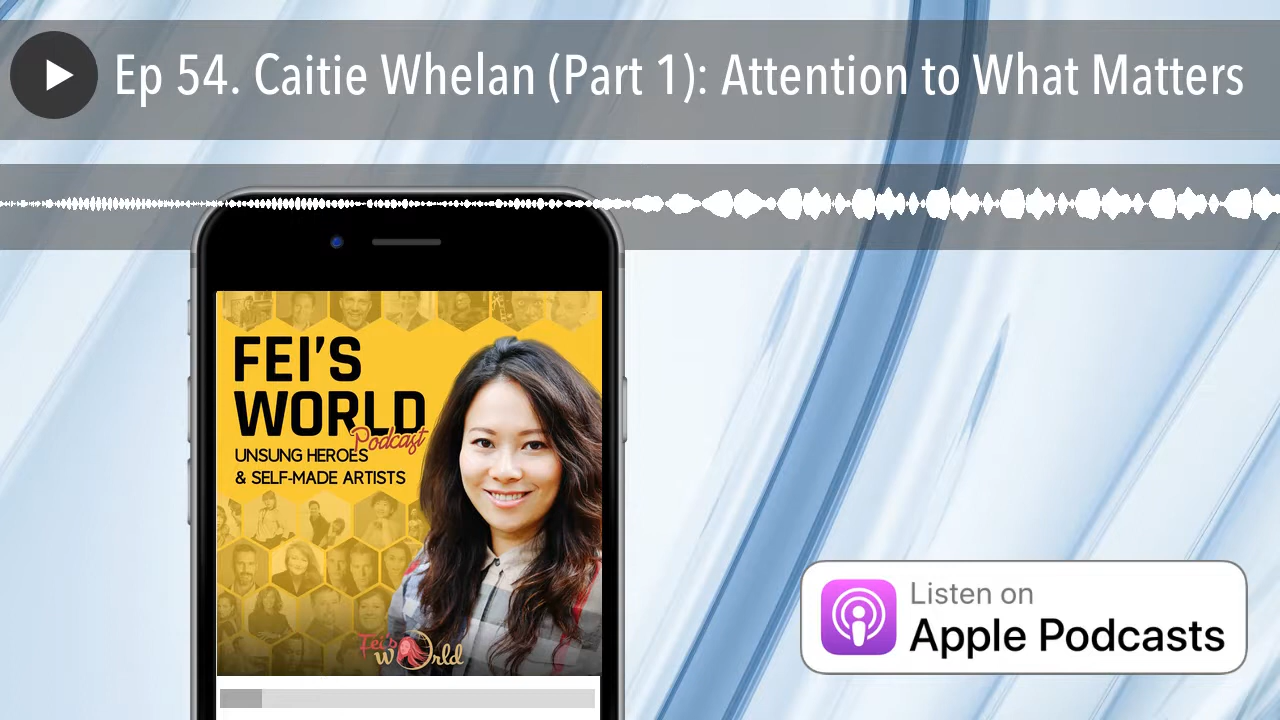 Ep 54. Caitie Whelan (Part 1): Attention to What Matters
FEI'S
WORLD
Podcast
UNSUNG HEROES
& SELF-MADE ARTISTS
Fei's
World
Listen on
Apple Podcasts